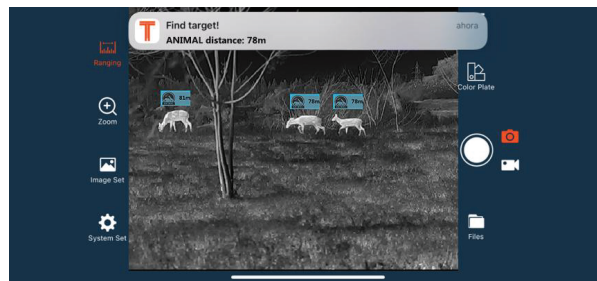 Find target!
ahora
ANIMAL distance: 78m
Ranging
Color Plate
81m
78m
78m
Zoom
Image Set
System Set
Files